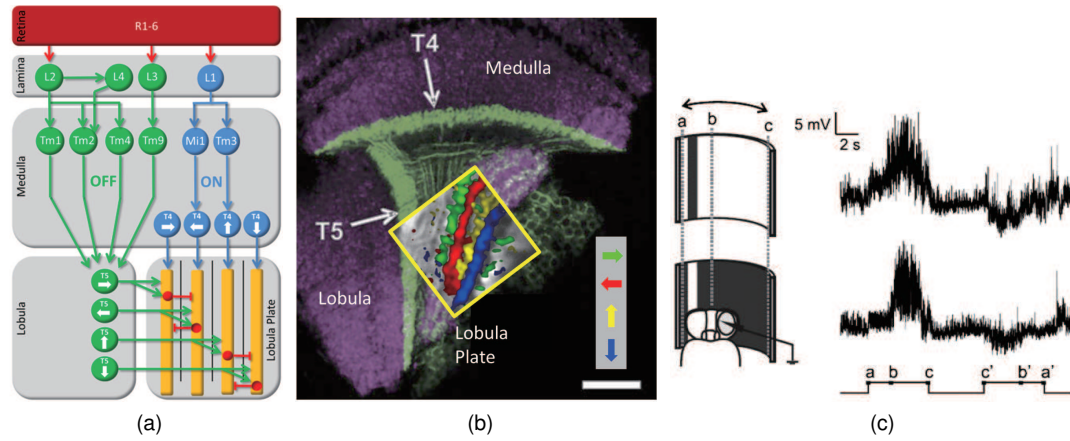 Retina
R1-6
Lamina
L2
L4
L3
L1
Medulla
Tm1
Tm2
Tm4
Tm9
Mi1
Tm3
OFF
ON
T4
T4
T4
T4
Lobula
T5
T5
T5
T5
Lobula Plate
(a)
T4
Medulla
T5
Lobula
Lobula
Plate
(b)
a
b
c
5 mV
2 s
a b c c' b' a'
(c)